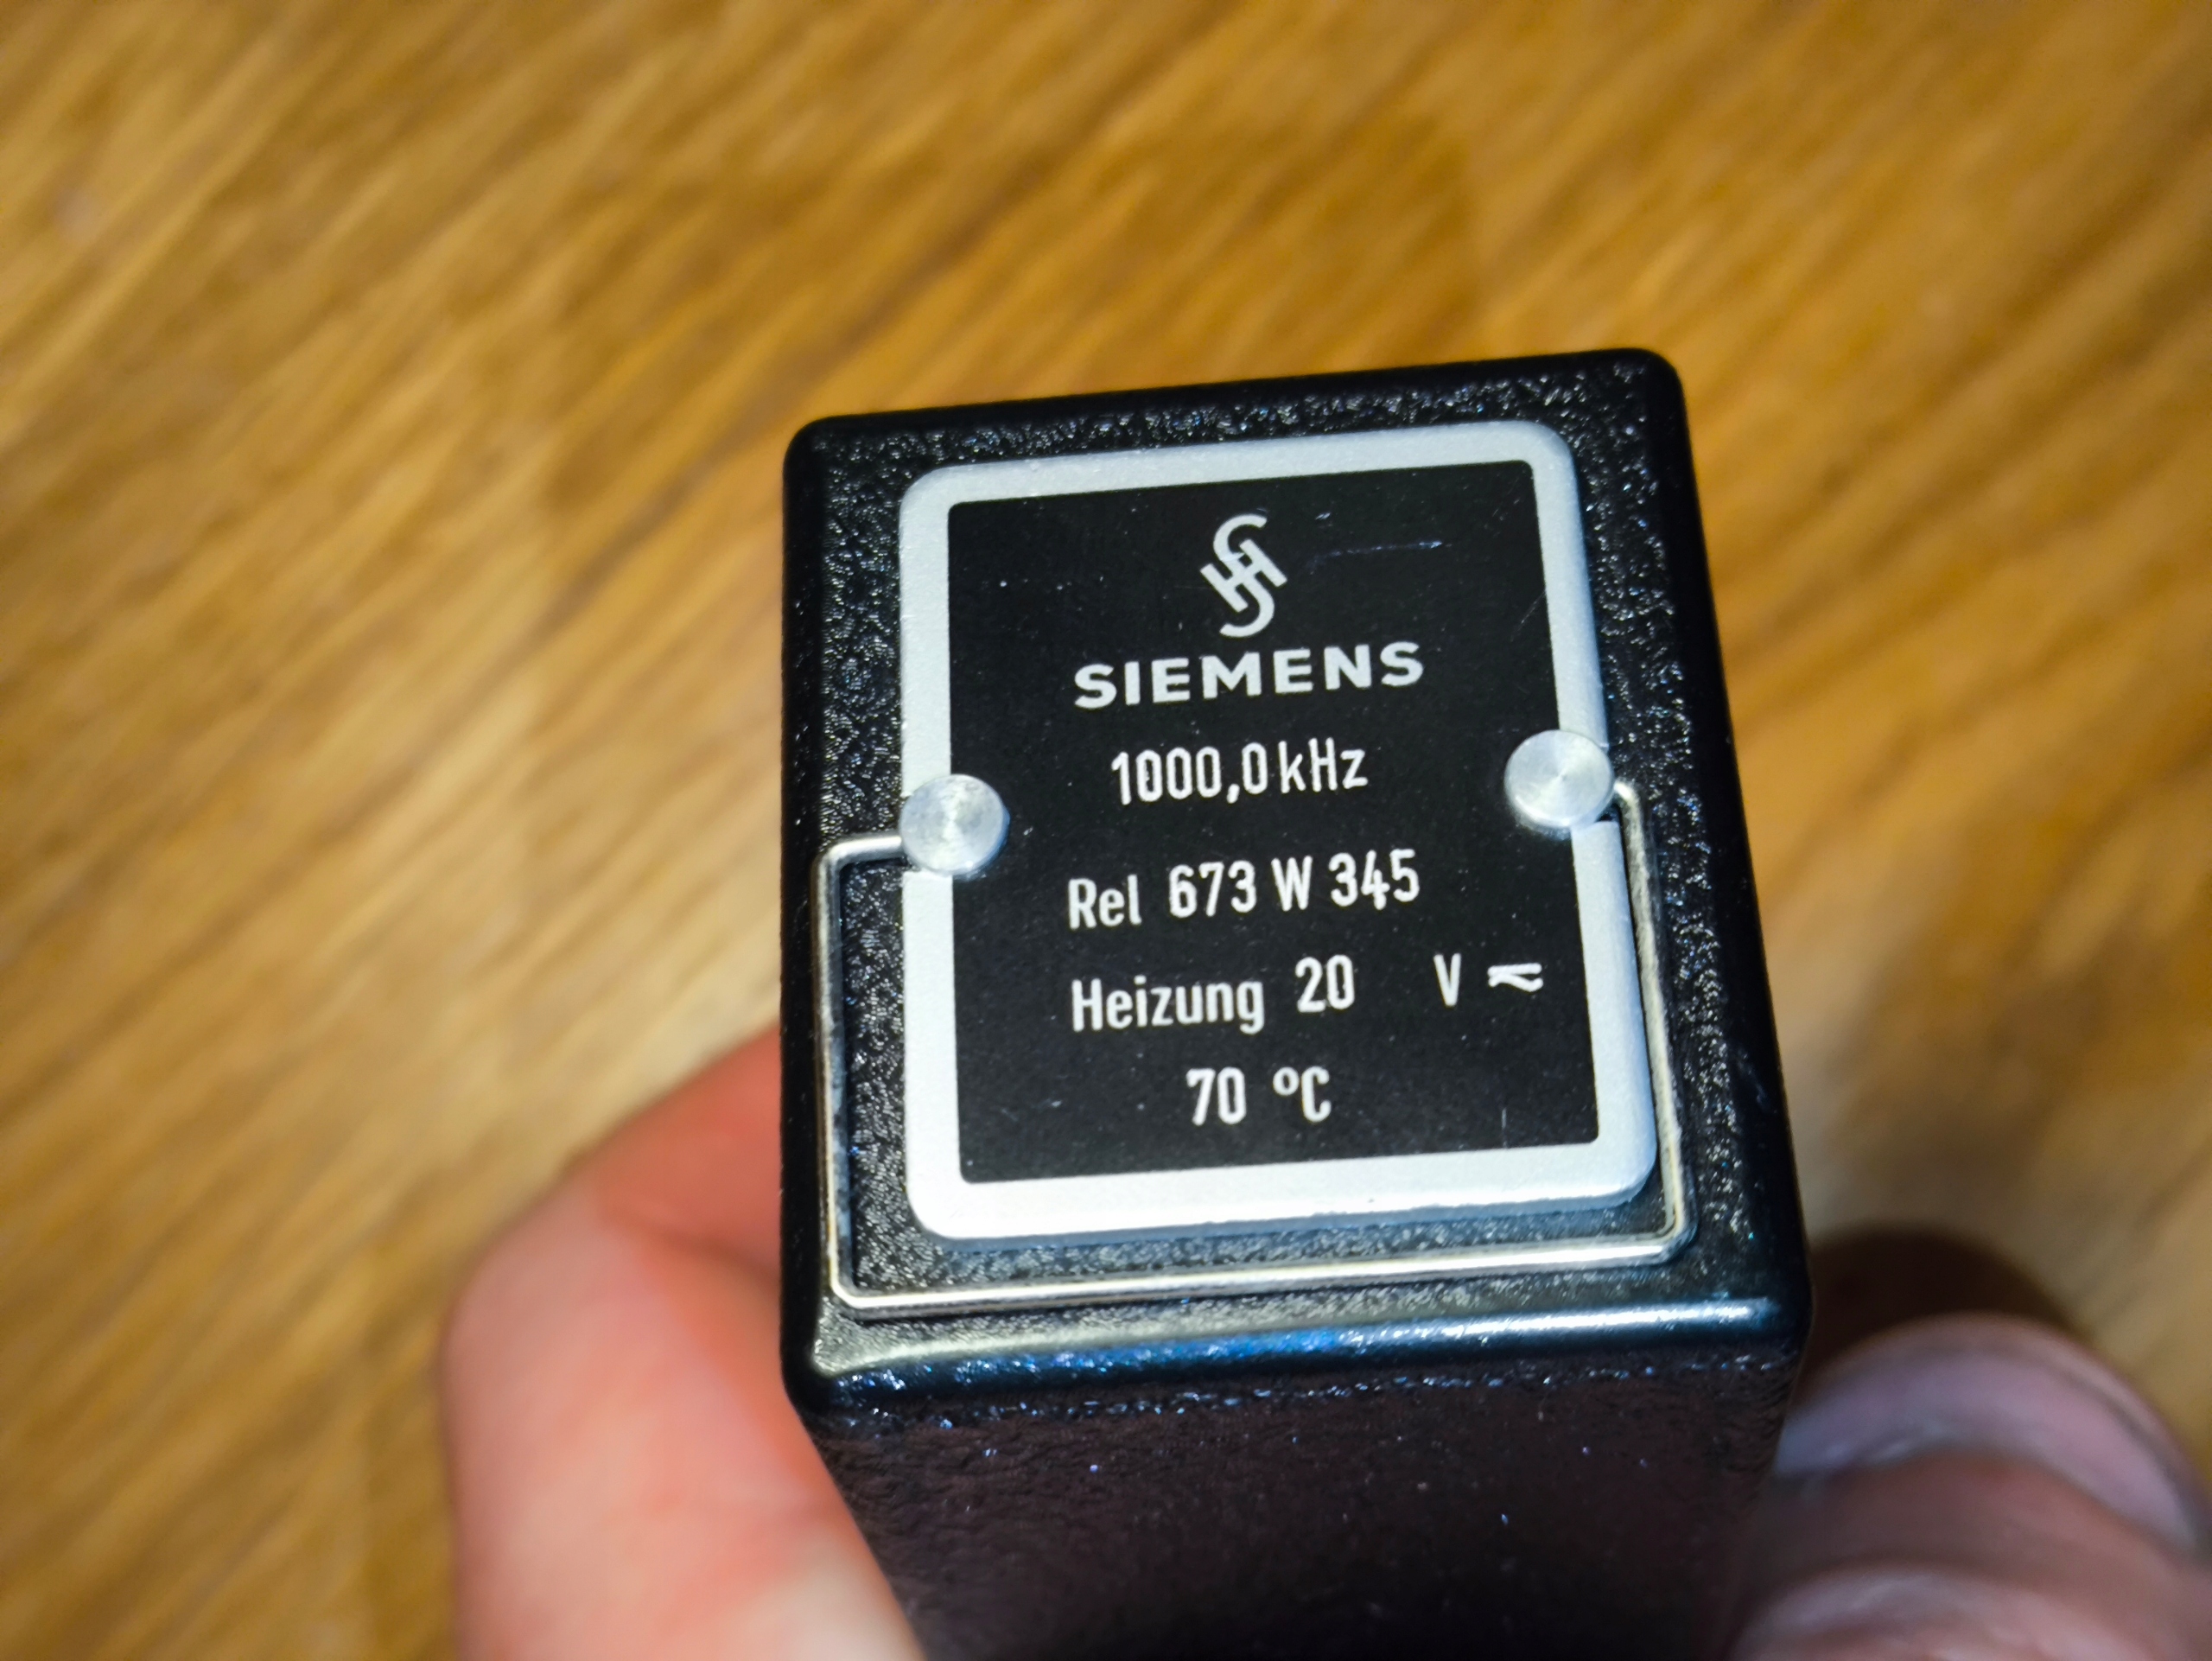 SIEMENS
1000,0 kHz
Rel 673 W 345
Heizung 20 V ≂
70 °C